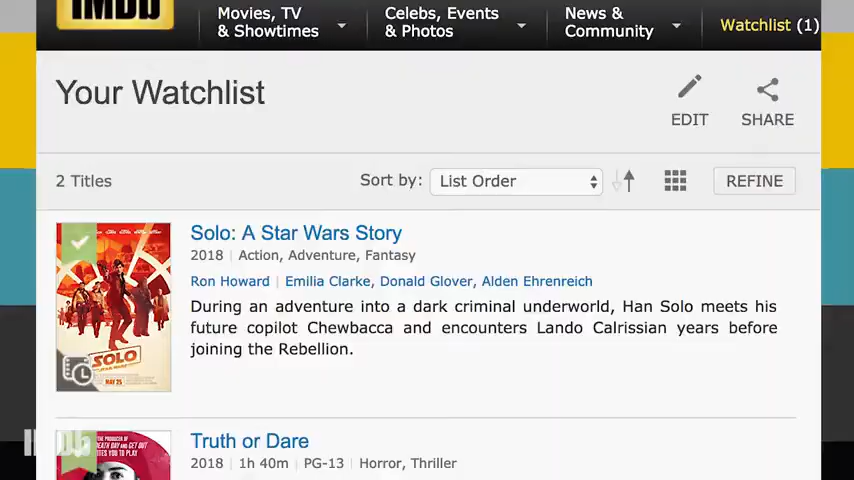 IMDb
Movies, TV
& Showtimes
Celebs, Events
& Photos
News &
Community
Watchlist (1)
Your Watchlist
EDIT
SHARE
2 Titles
Sort by:
List Order
REFINE
Solo: A Star Wars Story
2018 | Action, Adventure, Fantasy
Ron Howard | Emilia Clarke, Donald Glover, Alden Ehrenreich
During an adventure into a dark criminal underworld, Han Solo meets his
future copilot Chewbacca and encounters Lando Calrissian years before
joining the Rebellion.
SOLO
MAY 25
Truth or Dare
2018 | 1h 40m | PG-13 | Horror, Thriller
IMDb